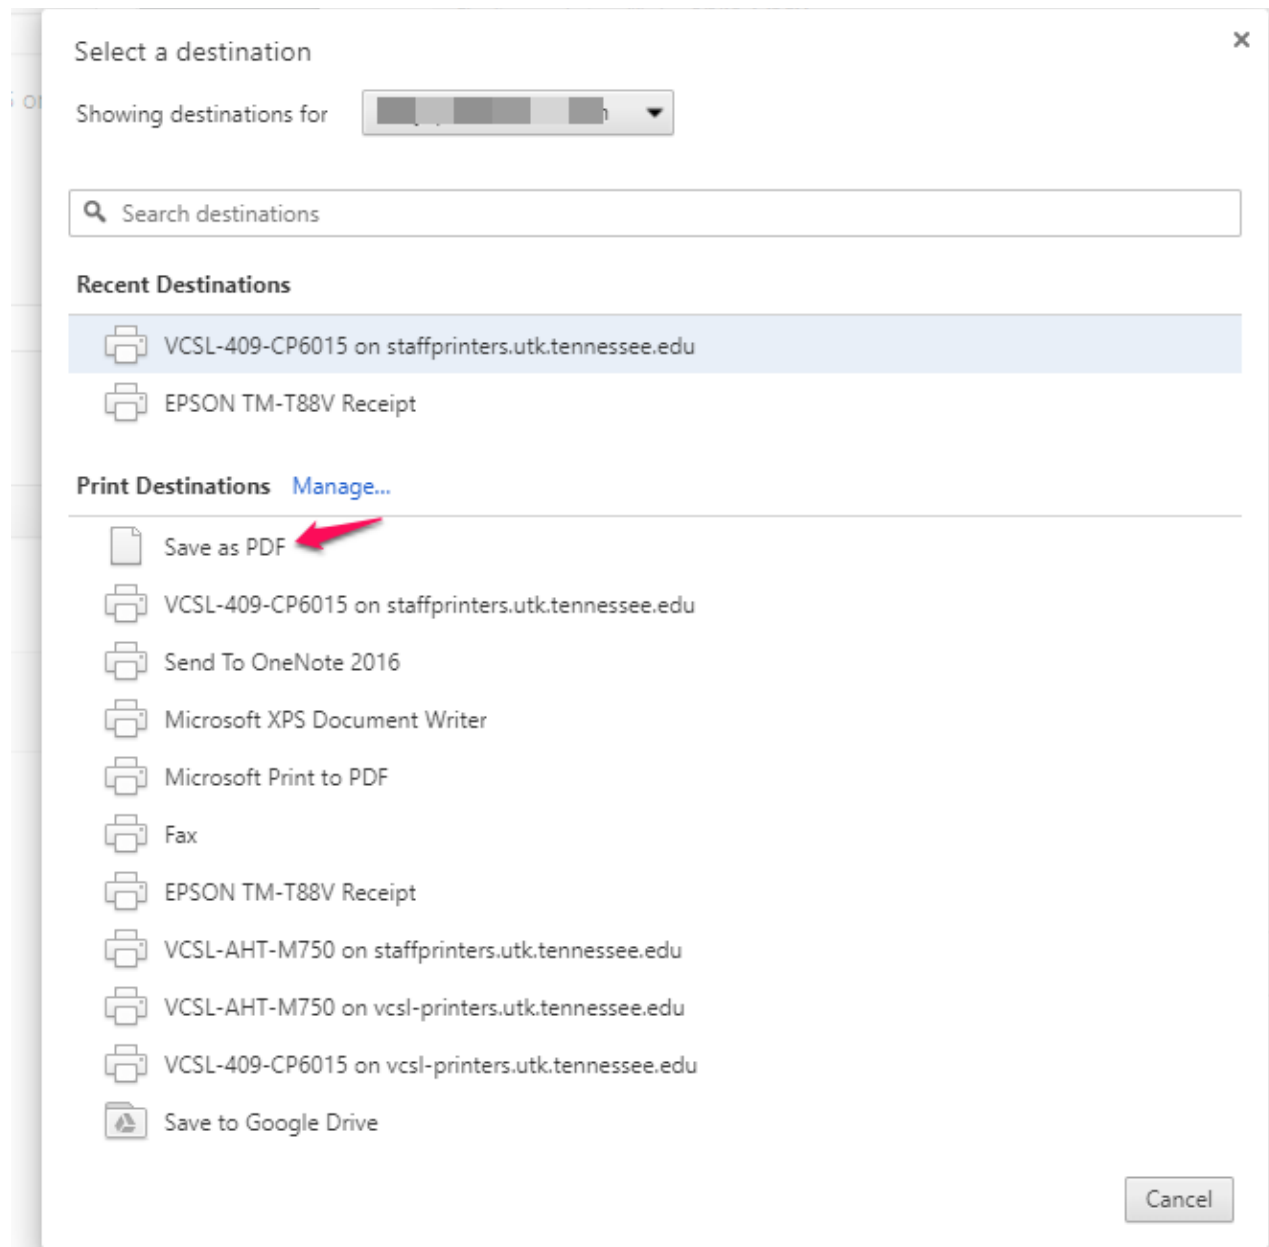 Select a destination
Showing destinations for
Search destinations
Recent Destinations
VCSL-409-CP6015 on staffprinters.utk.tennessee.edu
EPSON TM-T88V Receipt
Print Destinations Manage...
Save as PDF
VCSL-409-CP6015 on staffprinters.utk.tennessee.edu
Send To OneNote 2016
Microsoft XPS Document Writer
Microsoft Print to PDF
Fax
EPSON TM-T88V Receipt
VCSL-AHT-M750 on staffprinters.utk.tennessee.edu
VCSL-AHT-M750 on vcsl-printers.utk.tennessee.edu
VCSL-409-CP6015 on vcsl-printers.utk.tennessee.edu
Save to Google Drive
Cancel